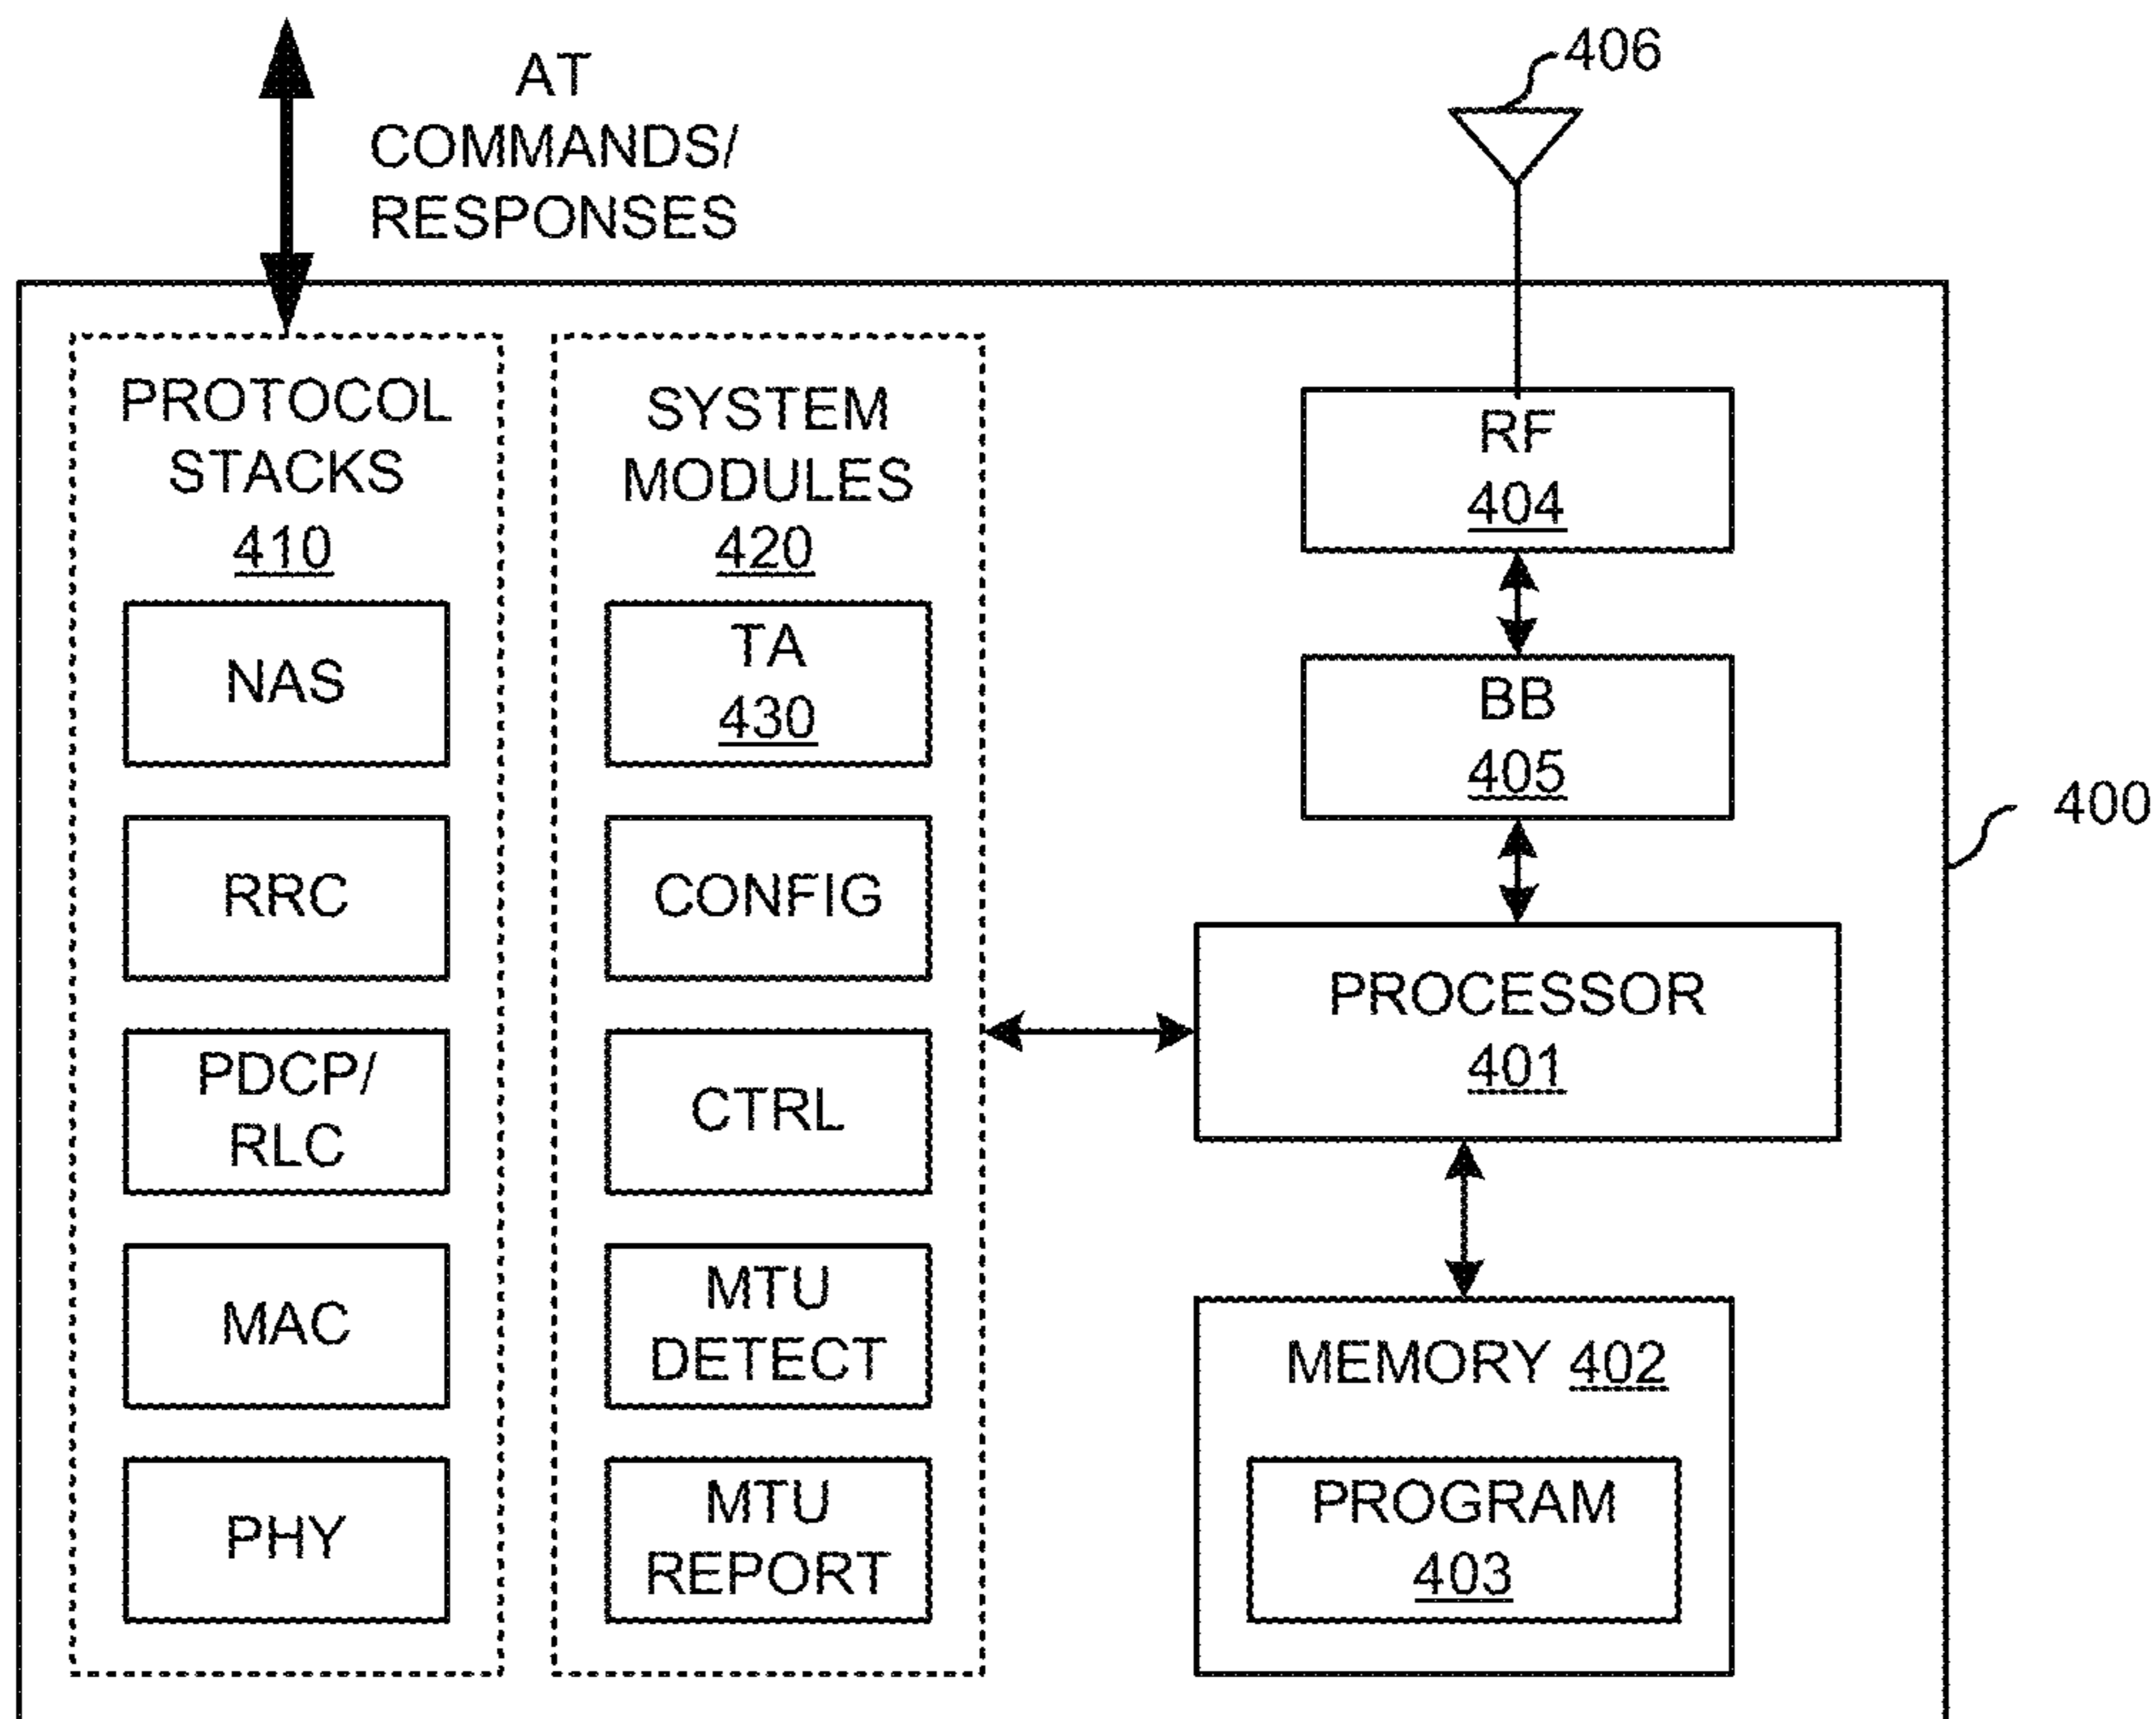 AT
COMMANDS/
RESPONSES
406
PROTOCOL
STACKS
410
NAS
RRC
PDCP/
RLC
MAC
PHY
SYSTEM
MODULES
420
TA
430
CONFIG
CTRL
MTU
DETECT
MTU
REPORT
RF
404
BB
405
PROCESSOR
401
MEMORY 402
PROGRAM
403
400